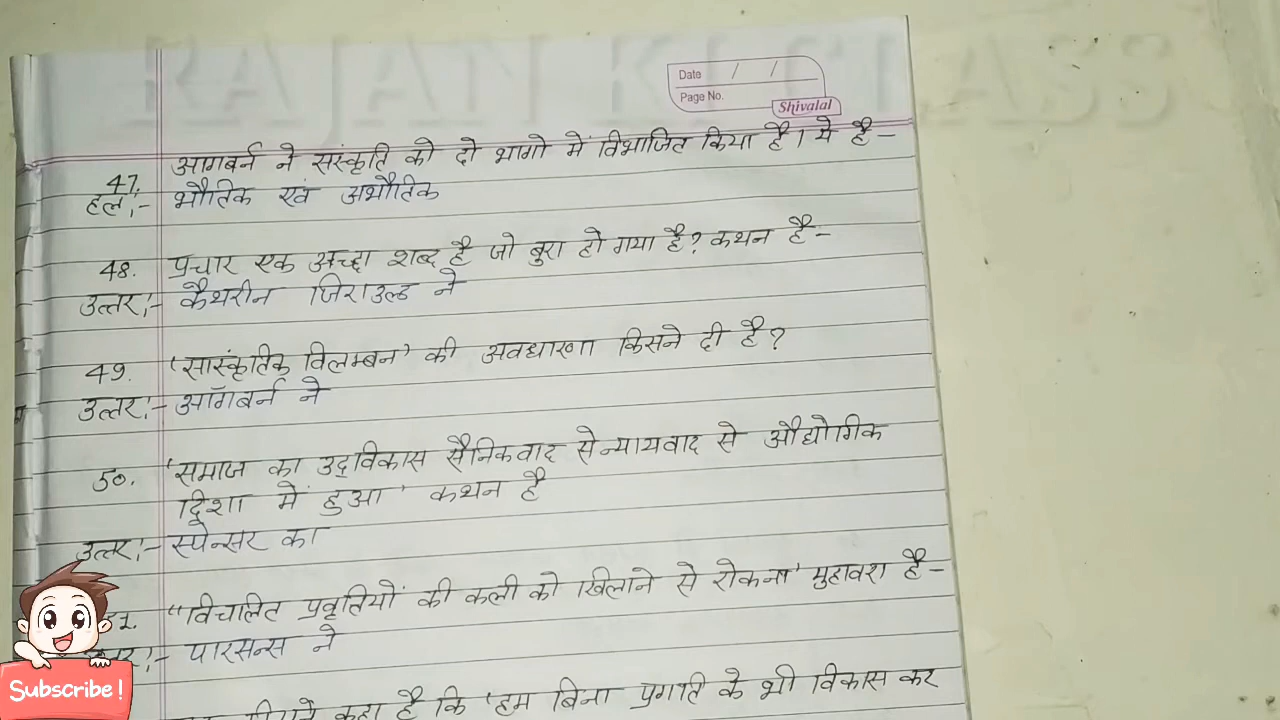 Date / /
Page No.
Shivalal
आगबर्न ने संस्कृति को दो भागो में विभाजित किया है। ये है -
47.
हल:- भौतिक एवं अभौतिक
48. प्रचार एक अच्छा शब्द है जो बुरा हो गया है? कथन है -
उत्तर:- कैथरीन जिराउल्ड ने
49. 'सांस्कृतिक विलम्बन' की अवधारणा किसने दी है?
उत्तर:- ऑगबर्न ने
50. 'समाज का उद्विकास सैनिकवाद से न्यायवाद से औद्योगिक
दिशा में हुआ' कथन है
उत्तर:- स्पेन्सर का
"विचालित प्रवृतियों की कली को खिलाने से रोकना' मुहावरा है -
पारसन्स ने
कहा है कि 'हम बिना प्रगति के भी विकास कर
Subscribe!